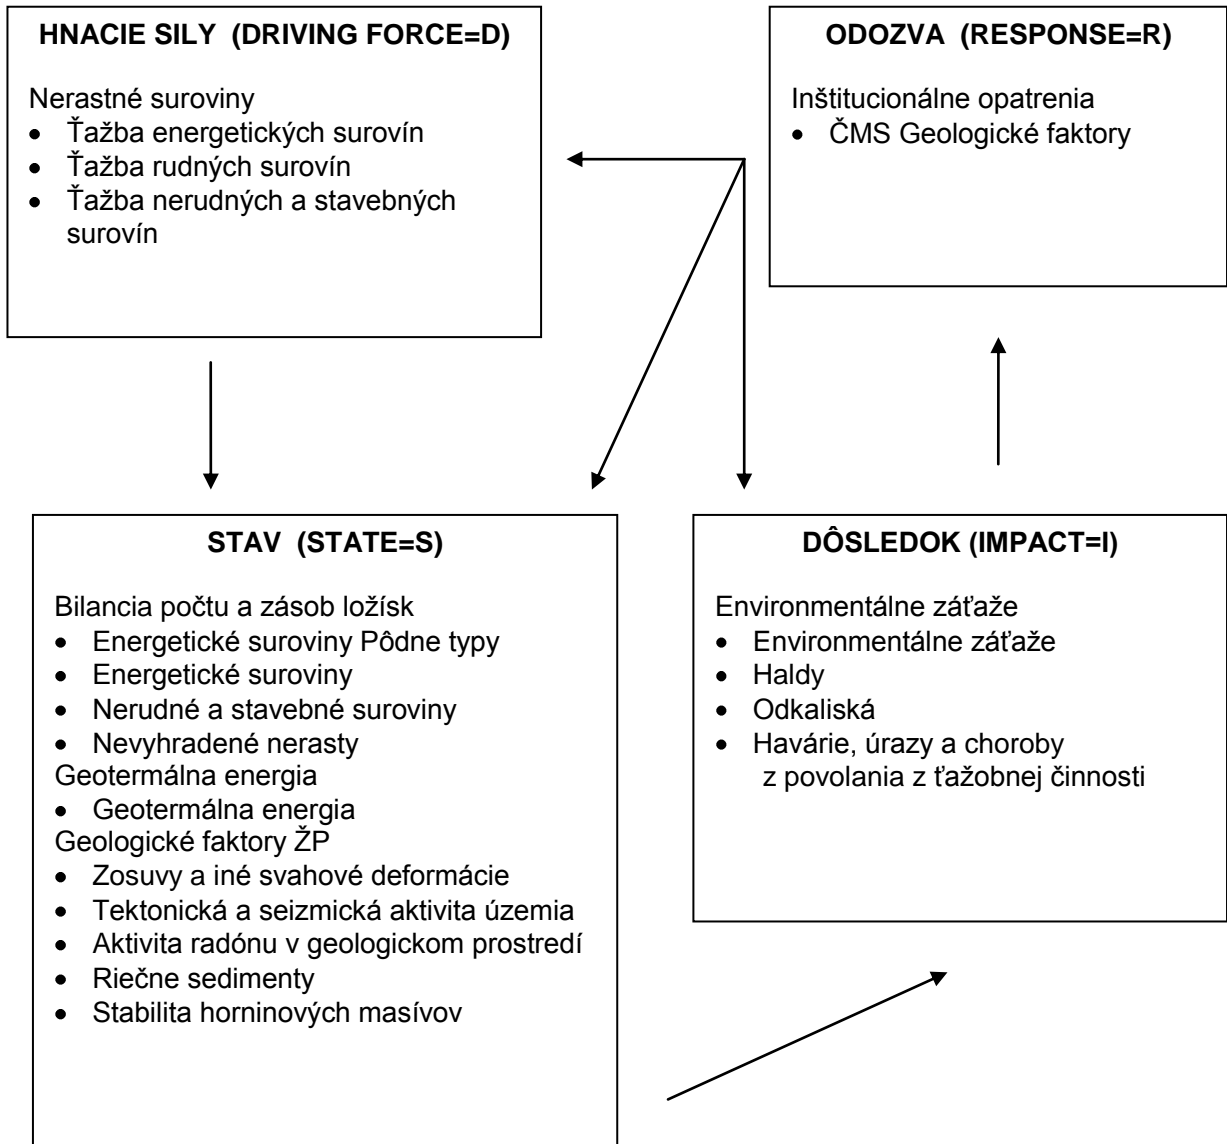 HNACIE SILY (DRIVING FORCE=D)
Nerastné suroviny
• Ťažba energetických surovín
• Ťažba rudných surovín
• Ťažba nerudných a stavebných
surovín
ODOZVA (RESPONSE=R)
Inštitucionálne opatrenia
• ČMS Geologické faktory
STAV (STATE=S)
Bilancia počtu a zásob ložísk
• Energetické suroviny Pôdne typy
• Energetické suroviny
• Nerudné a stavebné suroviny
• Nevyhradené nerasty
Geotermálna energia
• Geotermálna energia
Geologické faktory ŽP
• Zosuvy a iné svahové deformácie
• Tektonická a seizmická aktivita územia
• Aktivita radónu v geologickom prostredí
• Riečne sedimenty
• Stabilita horninových masívov
DÔSLEDOK (IMPACT=I)
Environmentálne záťaže
• Environmentálne záťaže
• Haldy
• Odkaliská
• Havárie, úrazy a choroby
z povolania z ťažobnej činnosti